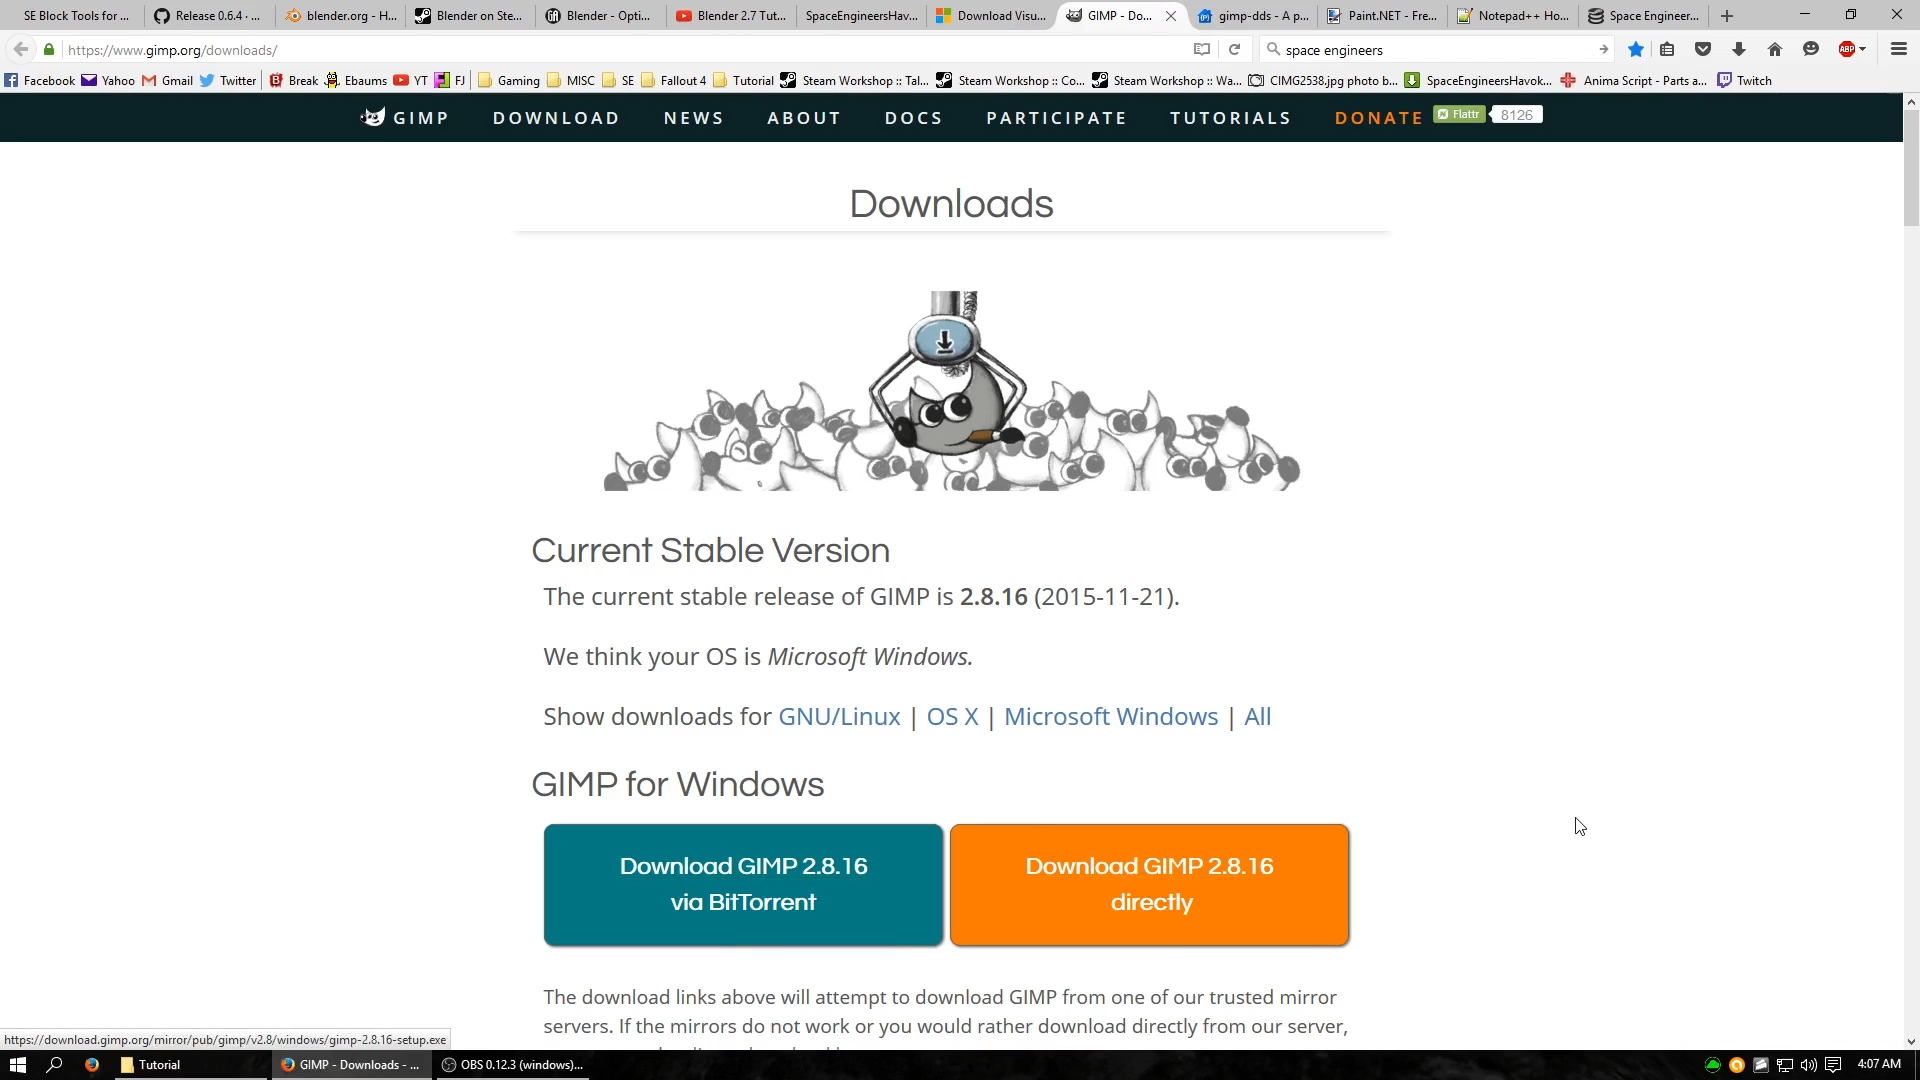 SE Block Tools for ...
Release 0.6.4 · ...
blender.org - H...
Blender on Ste...
Blender - Opti...
Blender 2.7 Tut...
SpaceEngineersHav...
Download Visu...
GIMP - Do...
gimp-dds - A p...
Paint.NET - Fre...
Notepad++ Ho...
Space Engineer...
https://www.gimp.org/downloads/
space engineers
ABP
Facebook
Yahoo
Gmail
Twitter
Break
Ebaums
YT
FJ
Gaming
MISC
SE
Fallout 4
Tutorial
Steam Workshop :: Tal...
Steam Workshop :: Co...
Steam Workshop :: Wa...
CIMG2538.jpg photo b...
SpaceEngineersHavok...
Anima Script - Parts a...
Twitch
GIMP
DOWNLOAD
NEWS
ABOUT
DOCS
PARTICIPATE
TUTORIALS
DONATE
Flattr
8126
Downloads
Current Stable Version
The current stable release of GIMP is 2.8.16 (2015-11-21).
We think your OS is Microsoft Windows.
Show downloads for GNU/Linux | OS X | Microsoft Windows | All
GIMP for Windows
Download GIMP 2.8.16
via BitTorrent
Download GIMP 2.8.16
directly
The download links above will attempt to download GIMP from one of our trusted mirror
servers. If the mirrors do not work or you would rather download directly from our server,
https://download.gimp.org/mirror/pub/gimp/v2.8/windows/gimp-2.8.16-setup.exe
Tutorial
GIMP - Downloads - ...
OBS 0.12.3 (windows)...
4:07 AM